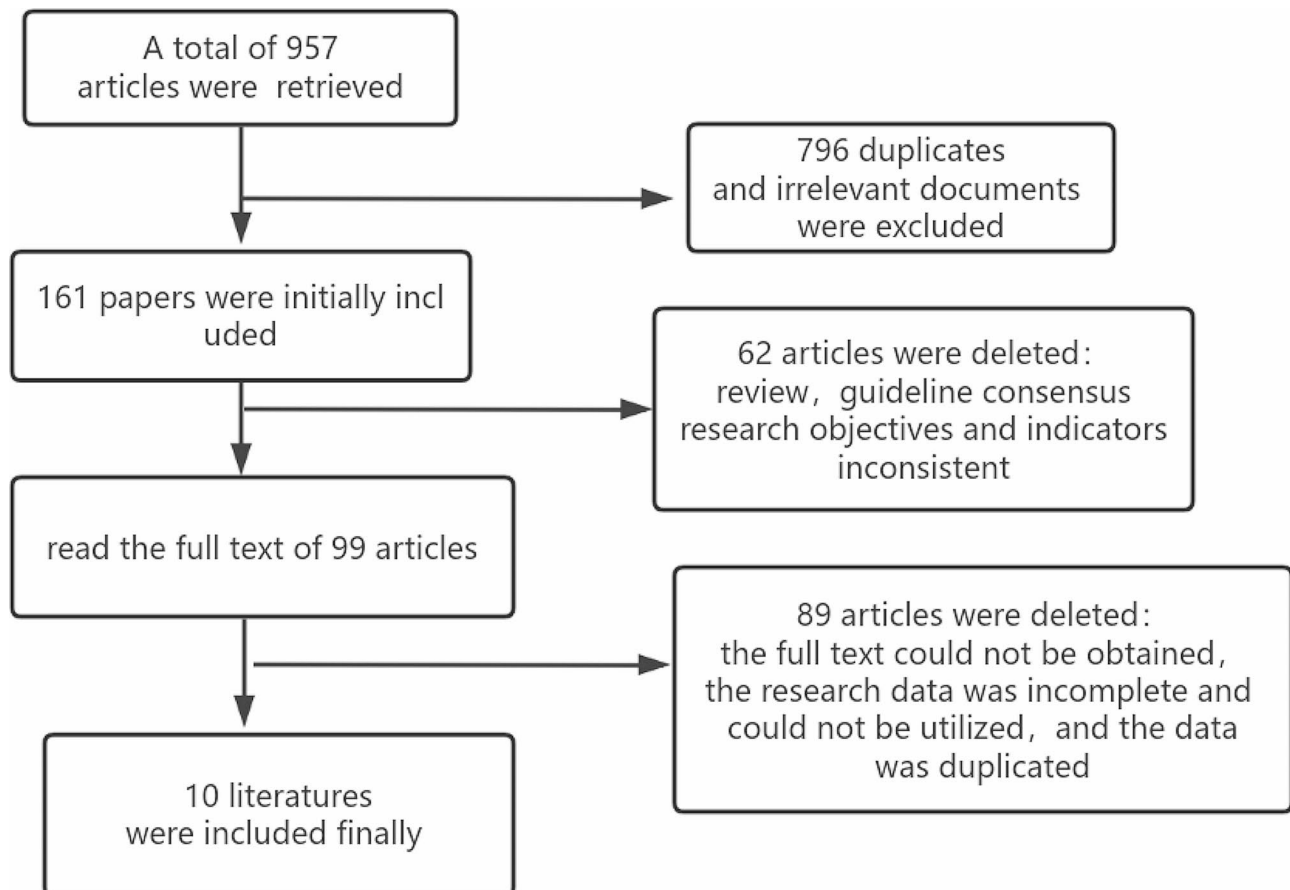 A total of 957
articles were retrieved
796 duplicates
and irrelevant documents
were excluded
161 papers were initially incl
uded
62 articles were deleted：
review，guideline consensus
research objectives and indicators
inconsistent
read the full text of 99 articles
89 articles were deleted：
the full text could not be obtained，
the research data was incomplete and
could not be utilized，and the data
was duplicated
10 literatures
were included finally